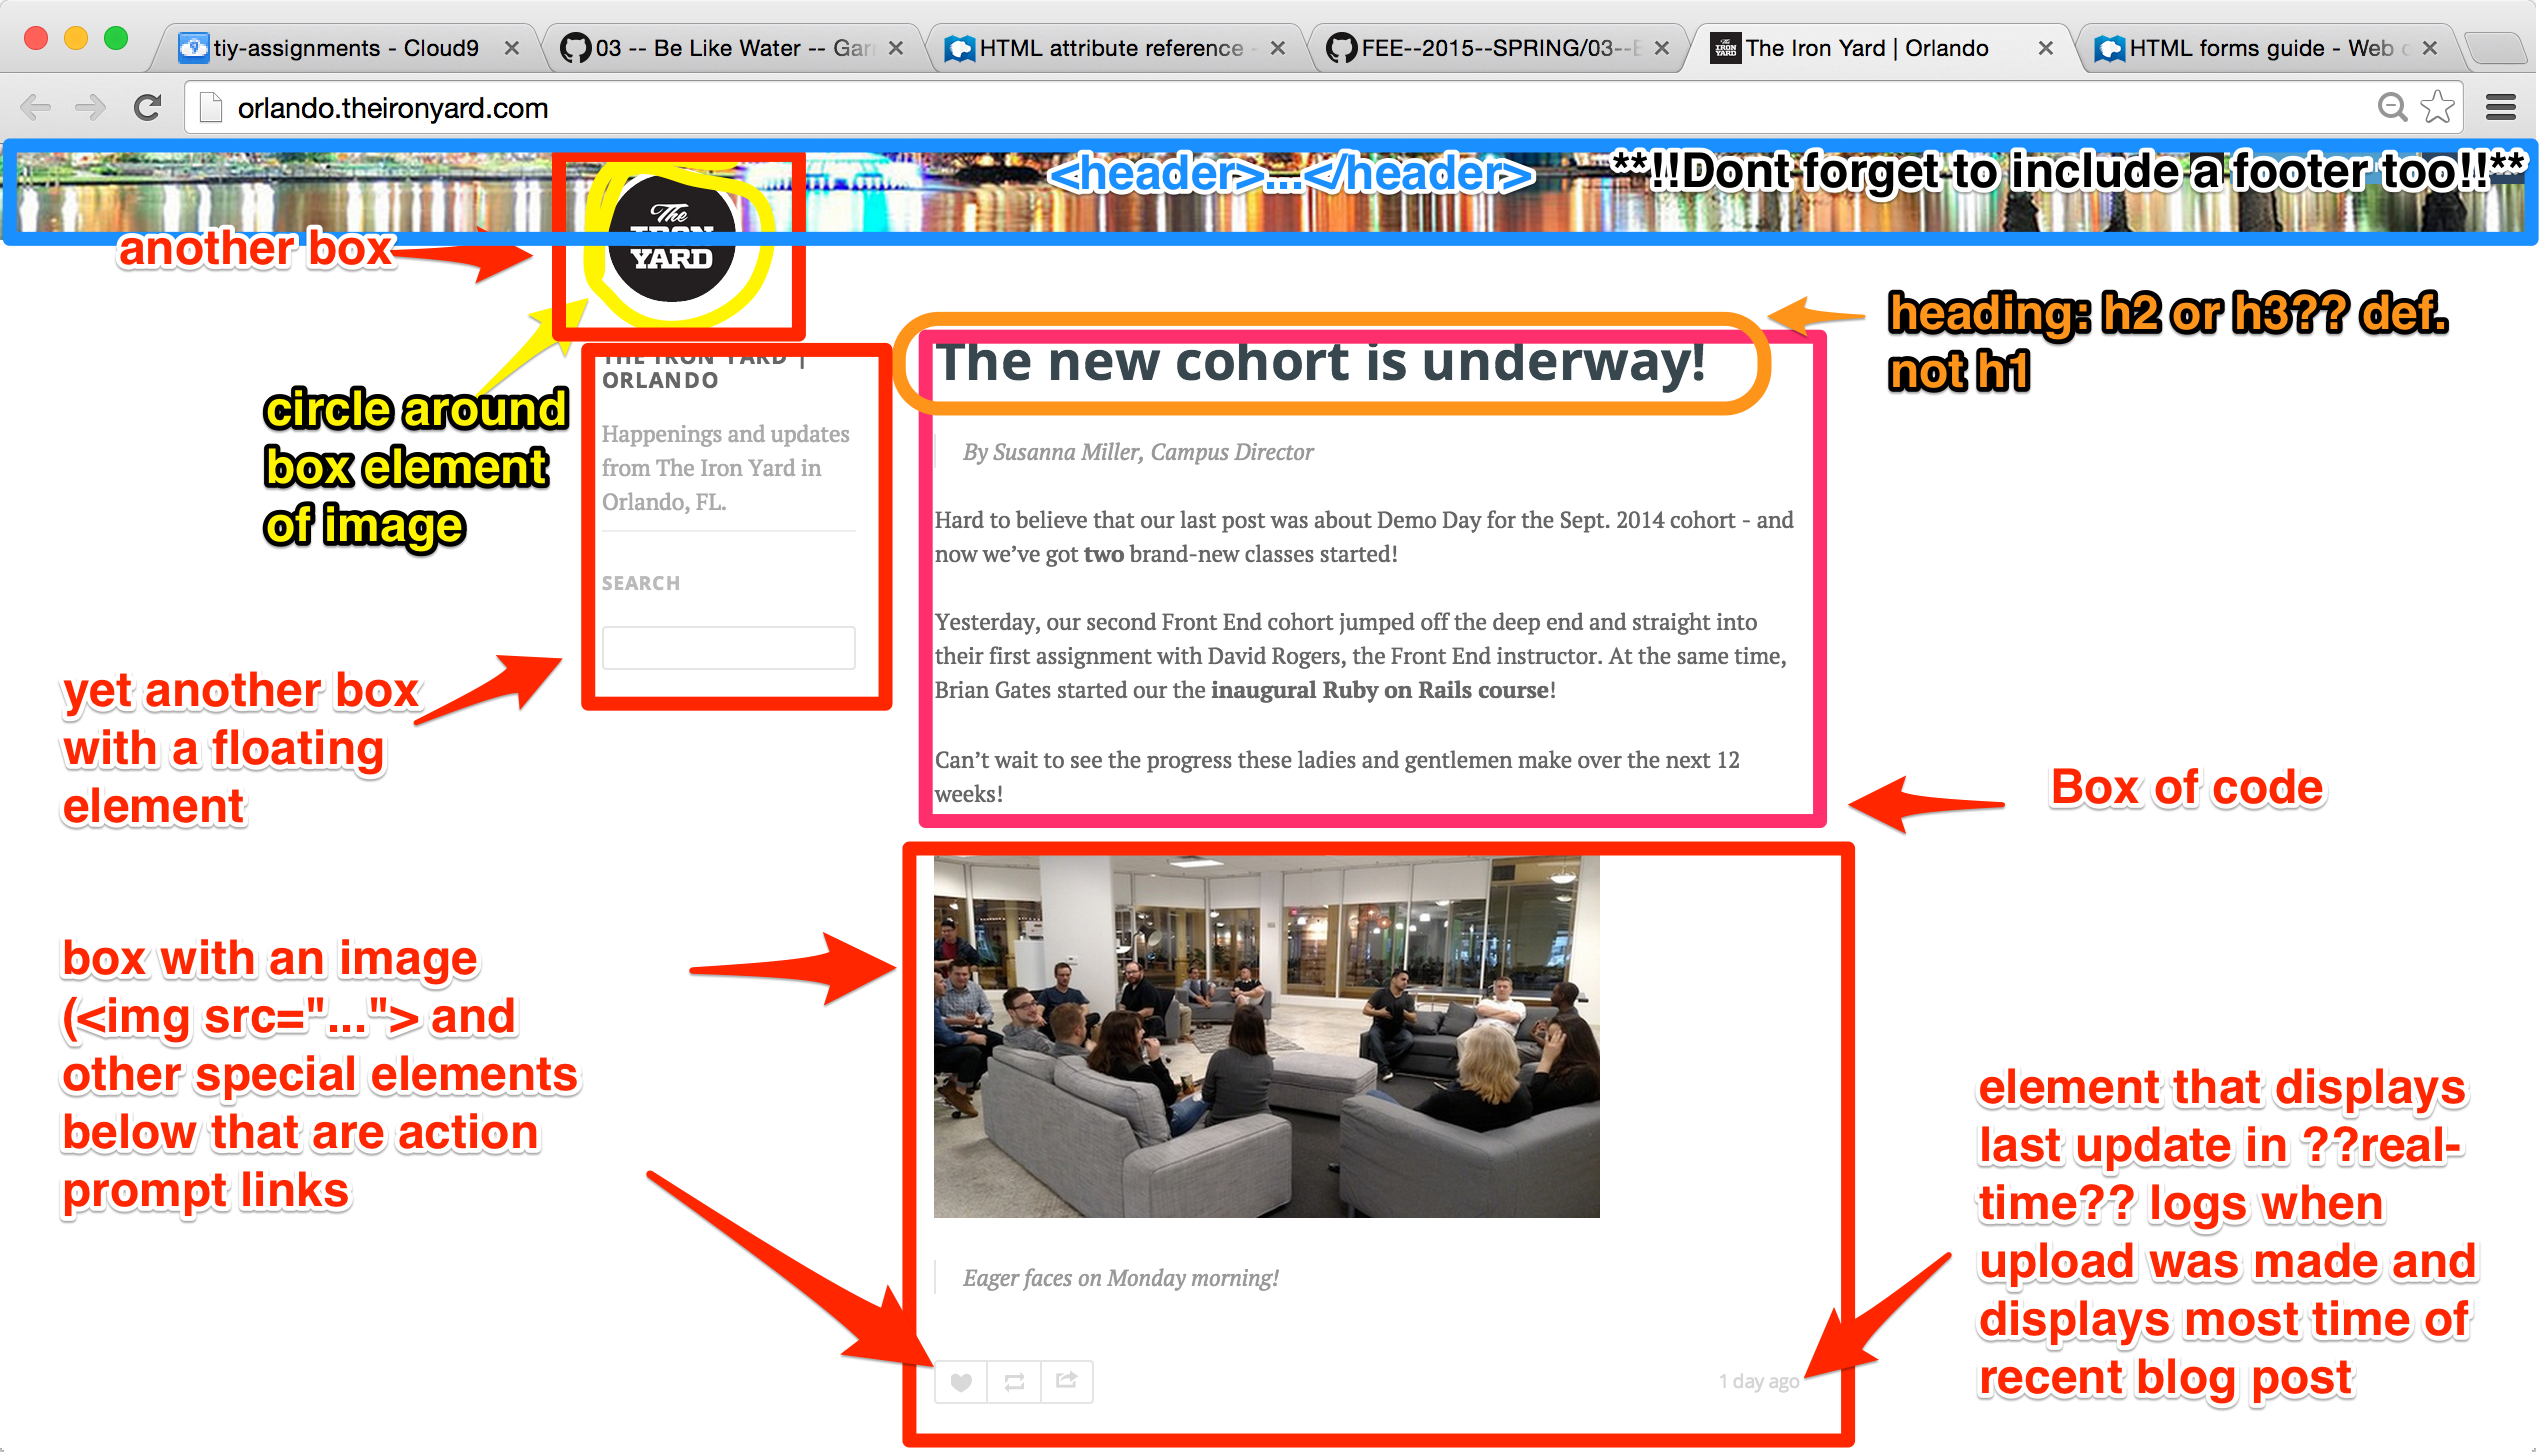 tiy-assignments - Cloud9
03 -- Be Like Water -- Gar
HTML attribute reference -
FEE--2015--SPRING/03--B
The Iron Yard | Orlando
HTML forms guide - Web
orlando.theironyard.com
<header>...</header>
**!!Dont forget to include a footer too!!**
another box
The
IRON
YARD
circle around
box element
of image
heading: h2 or h3?? def.
not h1
THE IRON YARD |
ORLANDO
Happenings and updates
from The Iron Yard in
Orlando, FL.
SEARCH
yet another box
with a floating
element
The new cohort is underway!
By Susanna Miller, Campus Director
Hard to believe that our last post was about Demo Day for the Sept. 2014 cohort - and
now we’ve got two brand-new classes started!
Yesterday, our second Front End cohort jumped off the deep end and straight into
their first assignment with David Rogers, the Front End instructor. At the same time,
Brian Gates started our the inaugural Ruby on Rails course!
Can’t wait to see the progress these ladies and gentlemen make over the next 12
weeks!
Box of code
box with an image
(<img src="..."> and
other special elements
below that are action
prompt links
Eager faces on Monday morning!
1 day ago
element that displays
last update in ??real-
time?? logs when
upload was made and
displays most time of
recent blog post